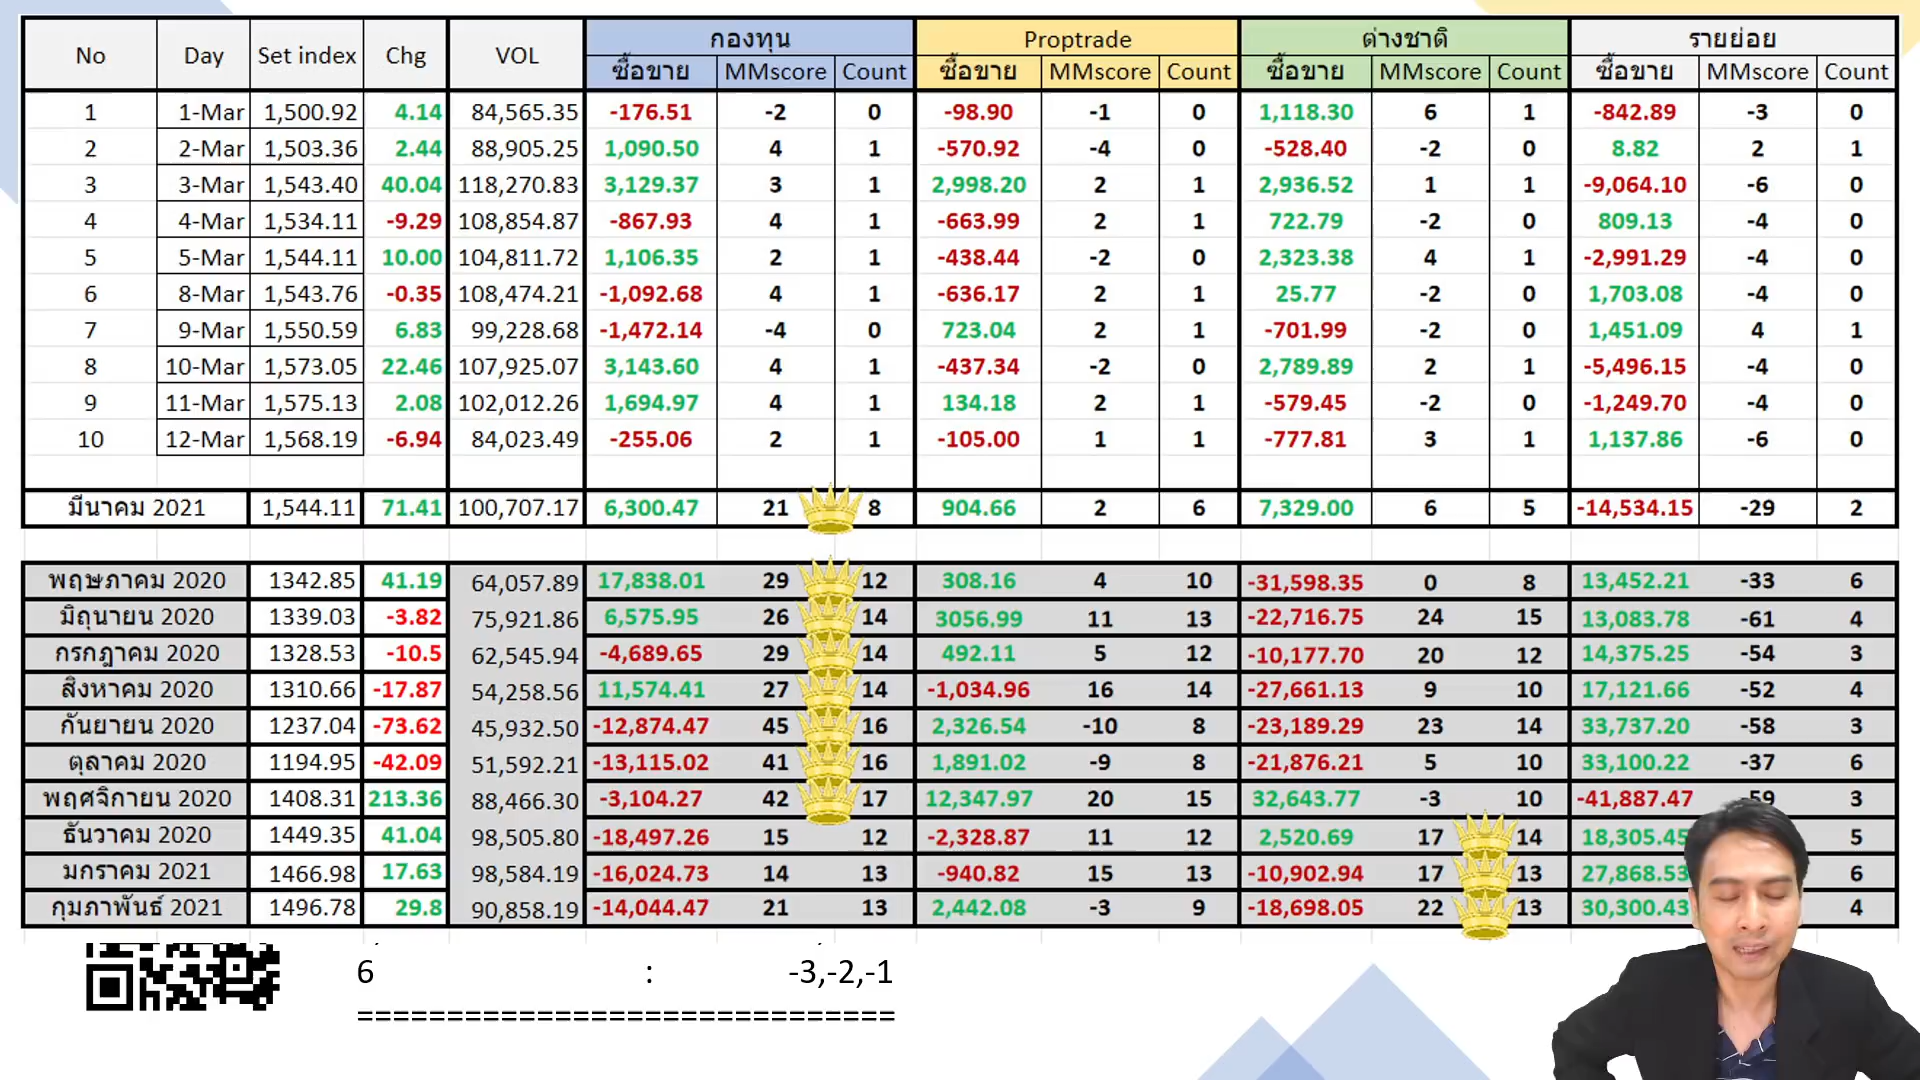 No Day Set index Chg VOL กองทุน Proptrade ต่างชาติ รายย่อย
ซื้อขาย MMscore Count ซื้อขาย MMscore Count ซื้อขาย MMscore Count ซื้อขาย MMscore Count
1 1-Mar 1,500.92 4.14 84,565.35 -176.51 -2 0 -98.90 -1 0 1,118.30 6 1 -842.89 -3 0
2 2-Mar 1,503.36 2.44 88,905.25 1,090.50 4 1 -570.92 -4 0 -528.40 -2 0 8.82 2 1
3 3-Mar 1,543.40 40.04 118,270.83 3,129.37 3 1 2,998.20 2 1 2,936.52 1 1 -9,064.10 -6 0
4 4-Mar 1,534.11 -9.29 108,854.87 -867.93 4 1 -663.99 2 1 722.79 -2 0 809.13 -4 0
5 5-Mar 1,544.11 10.00 104,811.72 1,106.35 2 1 -438.44 -2 0 2,323.38 4 1 -2,991.29 -4 0
6 8-Mar 1,543.76 -0.35 108,474.21 -1,092.68 4 1 -636.17 2 1 25.77 -2 0 1,703.08 -4 0
7 9-Mar 1,550.59 6.83 99,228.68 -1,472.14 -4 0 723.04 2 1 -701.99 -2 0 1,451.09 4 1
8 10-Mar 1,573.05 22.46 107,925.07 3,143.60 4 1 -437.34 -2 0 2,789.89 2 1 -5,496.15 -4 0
9 11-Mar 1,575.13 2.08 102,012.26 1,694.97 4 1 134.18 2 1 -579.45 -2 0 -1,249.70 -4 0
10 12-Mar 1,568.19 -6.94 84,023.49 -255.06 2 1 -105.00 1 1 -777.81 3 1 1,137.86 -6 0
มีนาคม 2021 1,544.11 71.41 100,707.17 6,300.47 21 8 904.66 2 6 7,329.00 6 5 -14,534.15 -29 2
พฤษภาคม 2020 1342.85 41.19 64,057.89 17,838.01 29 12 308.16 4 10 -31,598.35 0 8 13,452.21 -33 6
มิถุนายน 2020 1339.03 -3.82 75,921.86 6,575.95 26 14 3056.99 11 13 -22,716.75 24 15 13,083.78 -61 4
กรกฎาคม 2020 1328.53 -10.5 62,545.94 -4,689.65 29 14 492.11 5 12 -10,177.70 20 12 14,375.25 -54 3
สิงหาคม 2020 1310.66 -17.87 54,258.56 11,574.41 27 14 -1,034.96 16 14 -27,661.13 9 10 17,121.66 -52 4
กันยายน 2020 1237.04 -73.62 45,932.50 -12,874.47 45 16 2,326.54 -10 8 -23,189.29 23 14 33,737.20 -58 3
ตุลาคม 2020 1194.95 -42.09 51,592.21 -13,115.02 41 16 1,891.02 -9 8 -21,876.21 5 10 33,100.22 -37 6
พฤศจิกายน 2020 1408.31 213.36 88,466.30 -3,104.27 42 17 12,347.97 20 15 32,643.77 -3 10 -41,887.47 -59 3
ธันวาคม 2020 1449.35 41.04 98,505.80 -18,497.26 15 12 -2,328.87 11 12 2,520.69 17 14 18,305.45 5
มกราคม 2021 1466.98 17.63 98,584.19 -16,024.73 14 13 -940.82 15 13 -10,902.94 17 13 27,868.53 6
กุมภาพันธ์ 2021 1496.78 29.8 90,858.19 -14,044.47 21 13 2,442.08 -3 9 -18,698.05 22 13 30,300.43 4
6 : -3,-2,-1
==============================